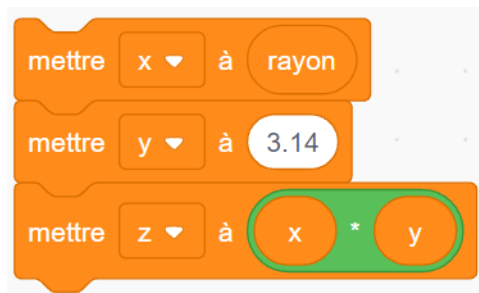 mettre x à rayon
mettre y à 3.14
mettre z à x * y